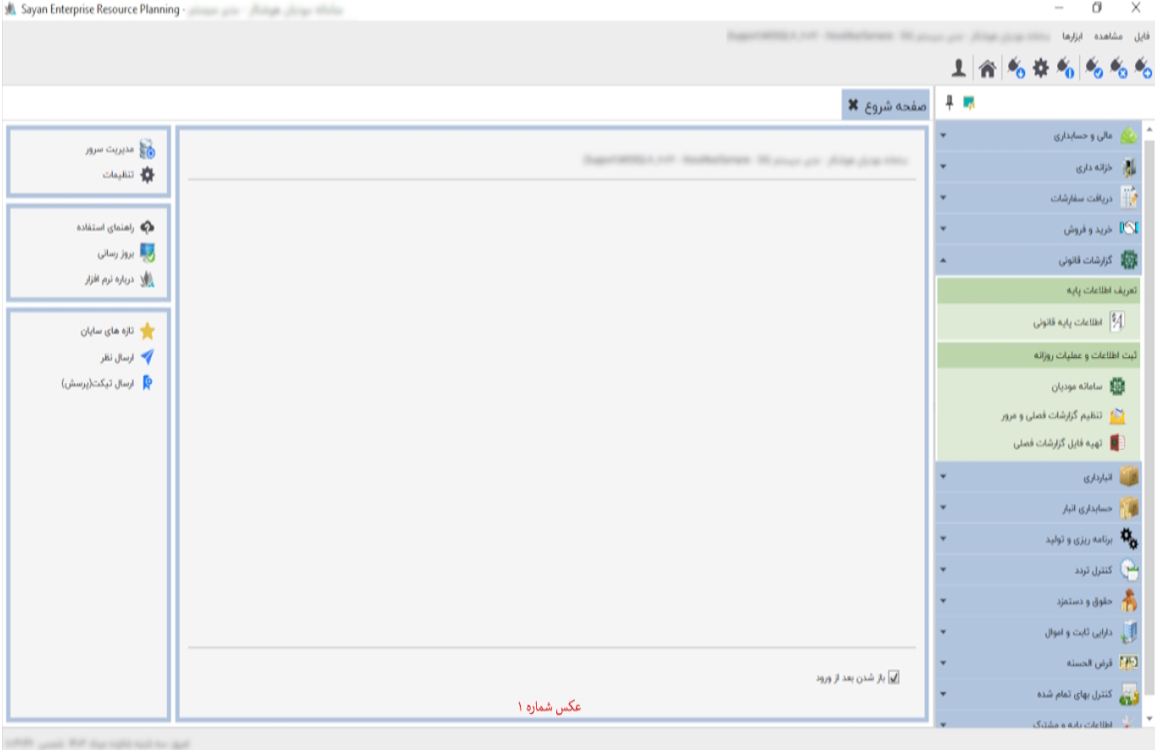 Sayan Enterprise Resource Planning -
فایل مشاهده ابزارها
صفحه شروع
مالی و حسابداری
خزانه داری
دریافت سفارشات
خرید و فروش
گزارشات قانونی
تعریف اطلاعات پایه
اطلاعات پایه قانونی
ثبت اطلاعات و عملیات روزانه
سامانه مودیان
تنظیم گزارشات فصلی و مرور
تهیه فایل گزارشات فصلی
انبارداری
حسابداری انبار
برنامه ریزی و تولید
کنترل تردد
حقوق و دستمزد
دارایی ثابت و اموال
قرض الحسنه
کنترل بهای تمام شده
اطلاعات پایه و مشترک
باز شدن بعد از ورود
عکس شماره ۱
مدیریت سرور
تنظیمات
راهنمای استفاده
بروز رسانی
درباره نرم افزار
تازه های سایان
ارسال نظر
ارسال تیکت(پرسش)